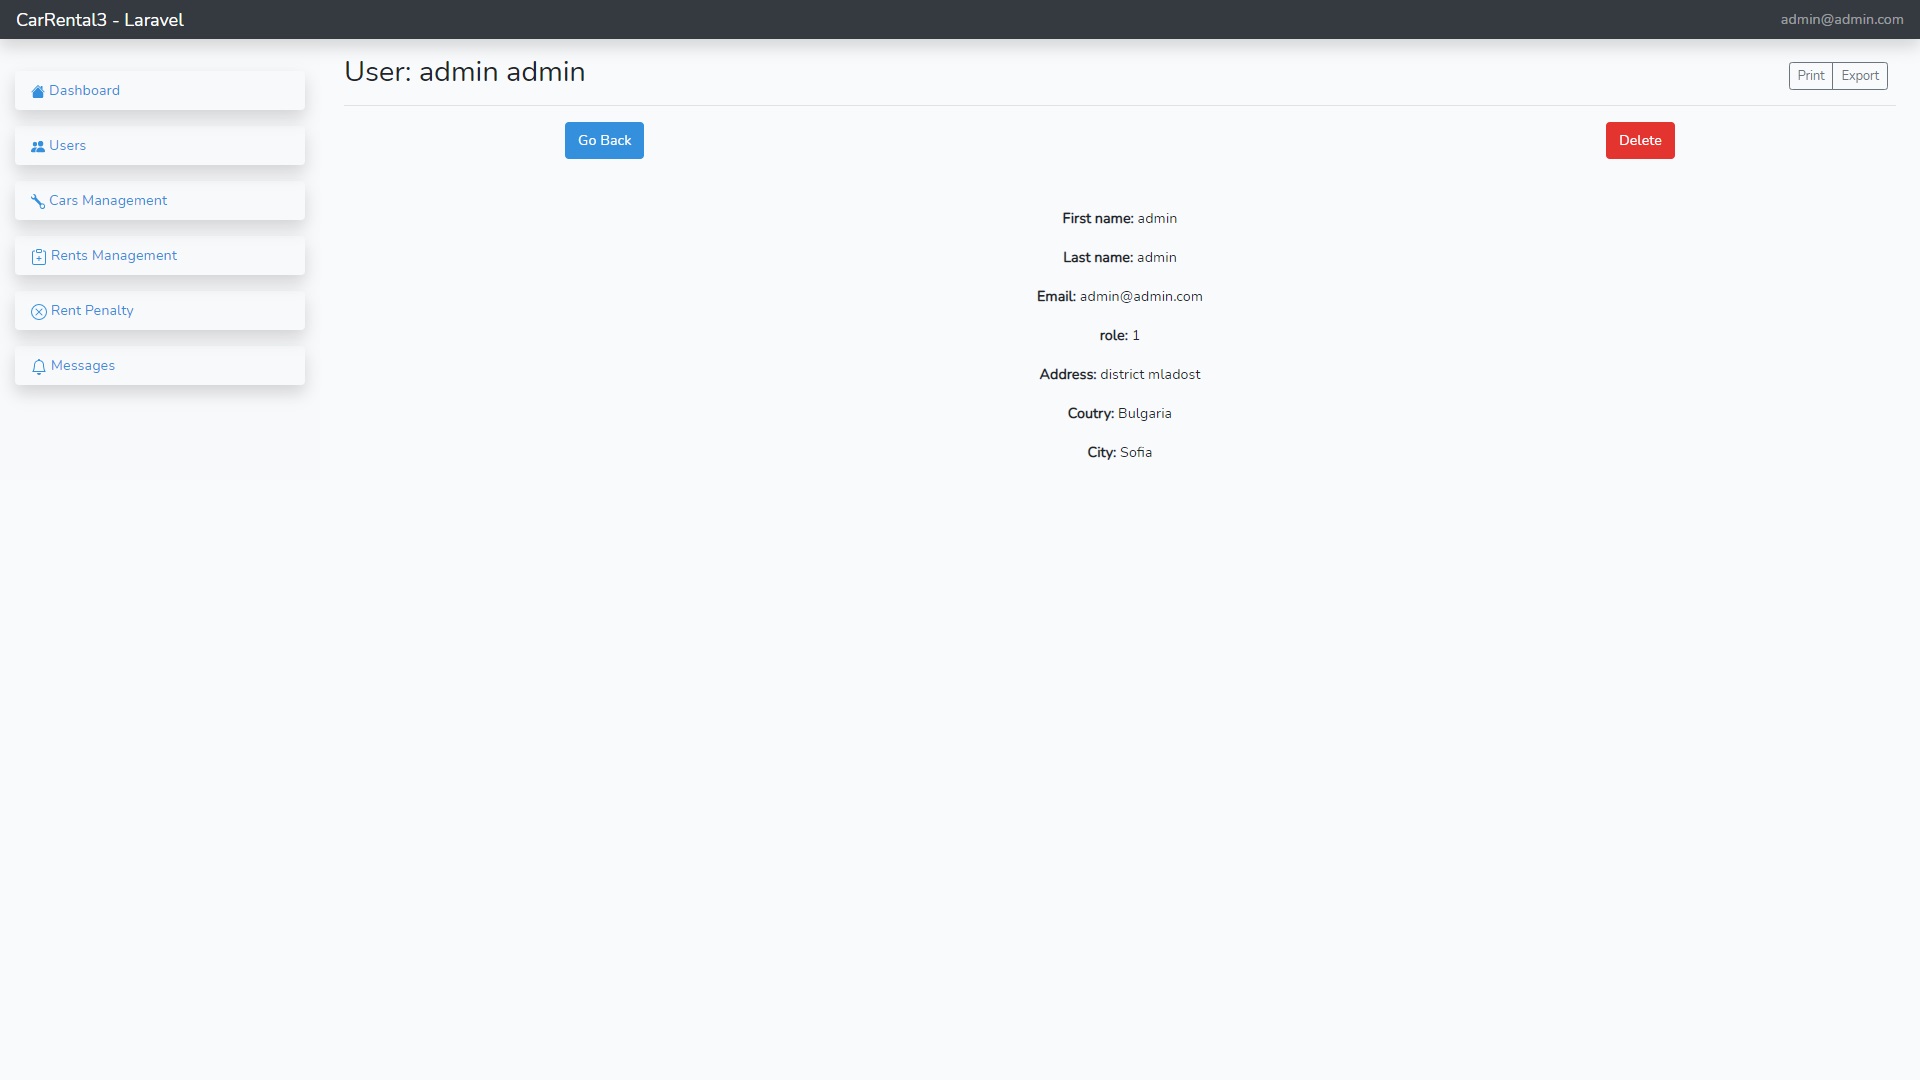 CarRental3 - Laravel
admin@admin.com
Dashboard
Users
Cars Management
Rents Management
Rent Penalty
Messages
User: admin admin
Print
Export
Go Back
Delete
First name: admin
Last name: admin
Email: admin@admin.com
role: 1
Address: district mladost
Coutry: Bulgaria
City: Sofia